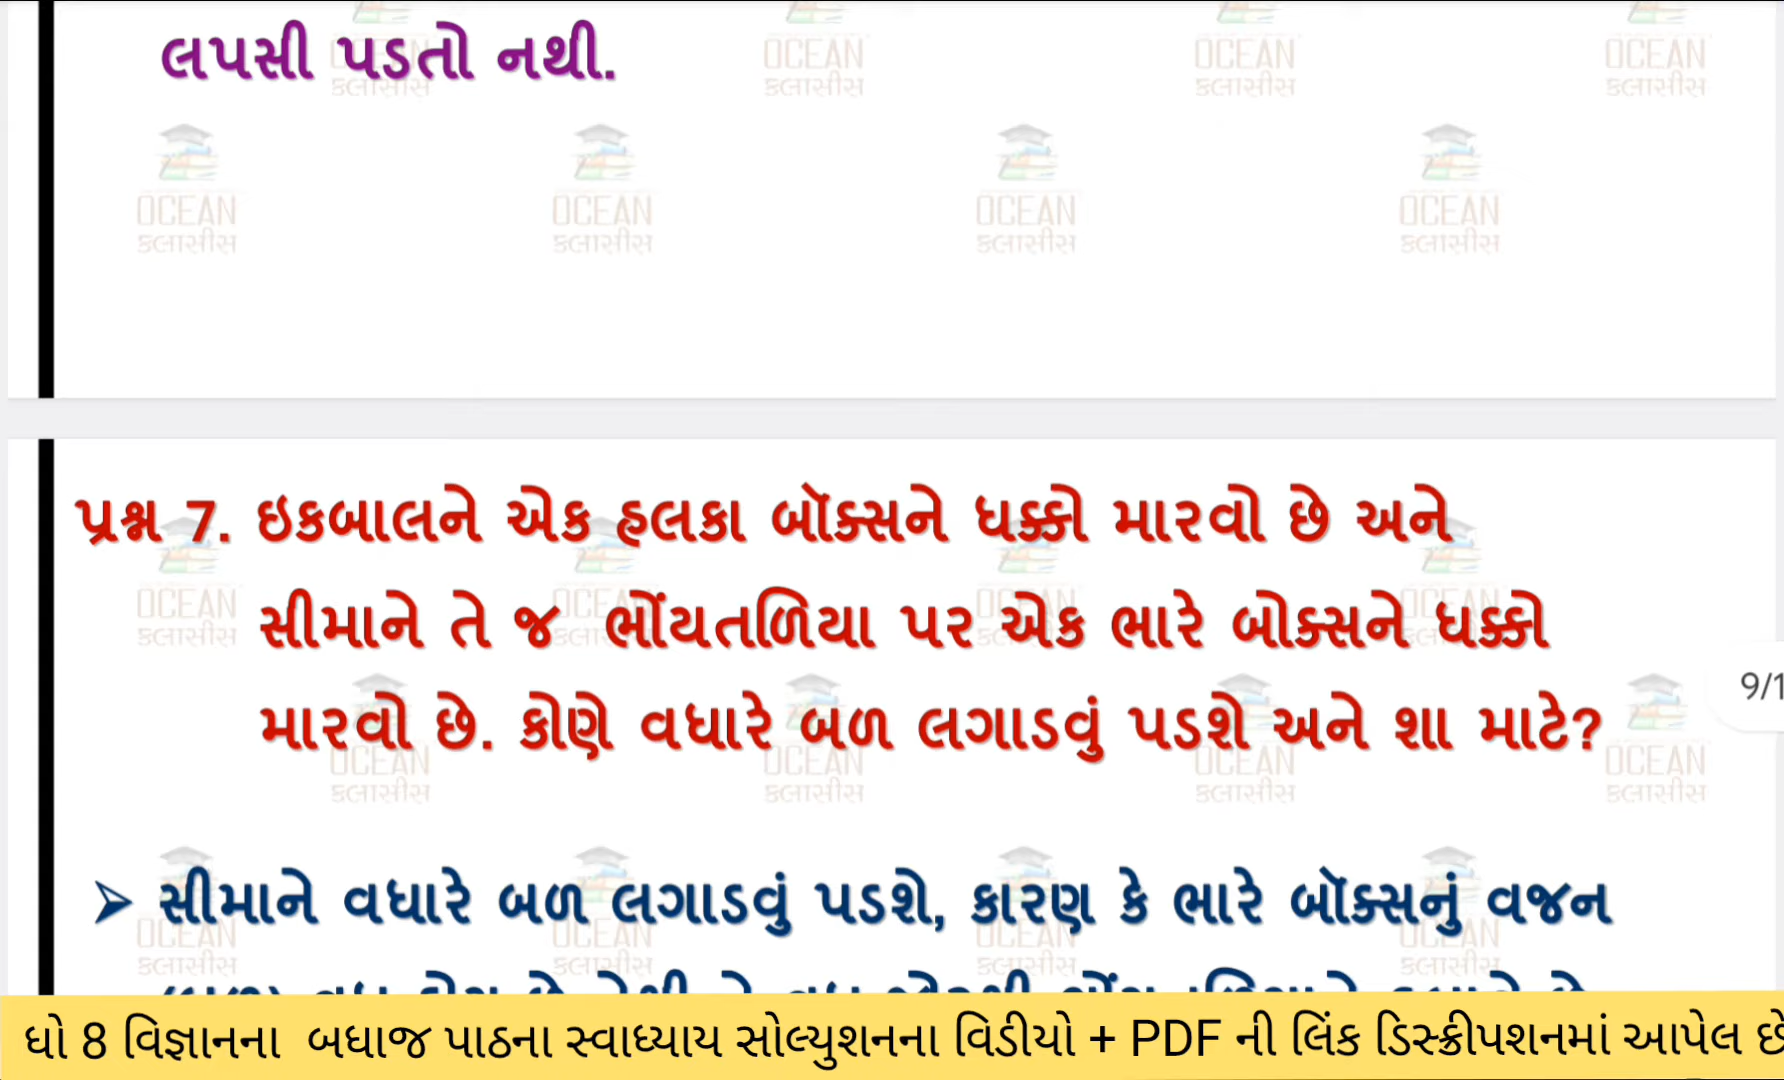 લપસી પડતો નથી.
પ્રશ્ન 7. ઇકબાલને એક હલકા બૉક્સને ધક્કો મારવો છે અને
સીમાને તે જ ભોંયતળિયા પર એક ભારે બોક્સને ધક્કો
મારવો છે. કોણે વધારે બળ લગાડવું પડશે અને શા માટે?
9/1
➢ સીમાને વધારે બળ લગાડવું પડશે, કારણ કે ભારે બૉક્સનું વજન
ધો 8 વિજ્ઞાનના બધાજ પાઠના સ્વાધ્યાય સોલ્યુશનના વિડીયો + PDF ની લિંક ડિસ્ક્રીપશનમાં આપેલ છે